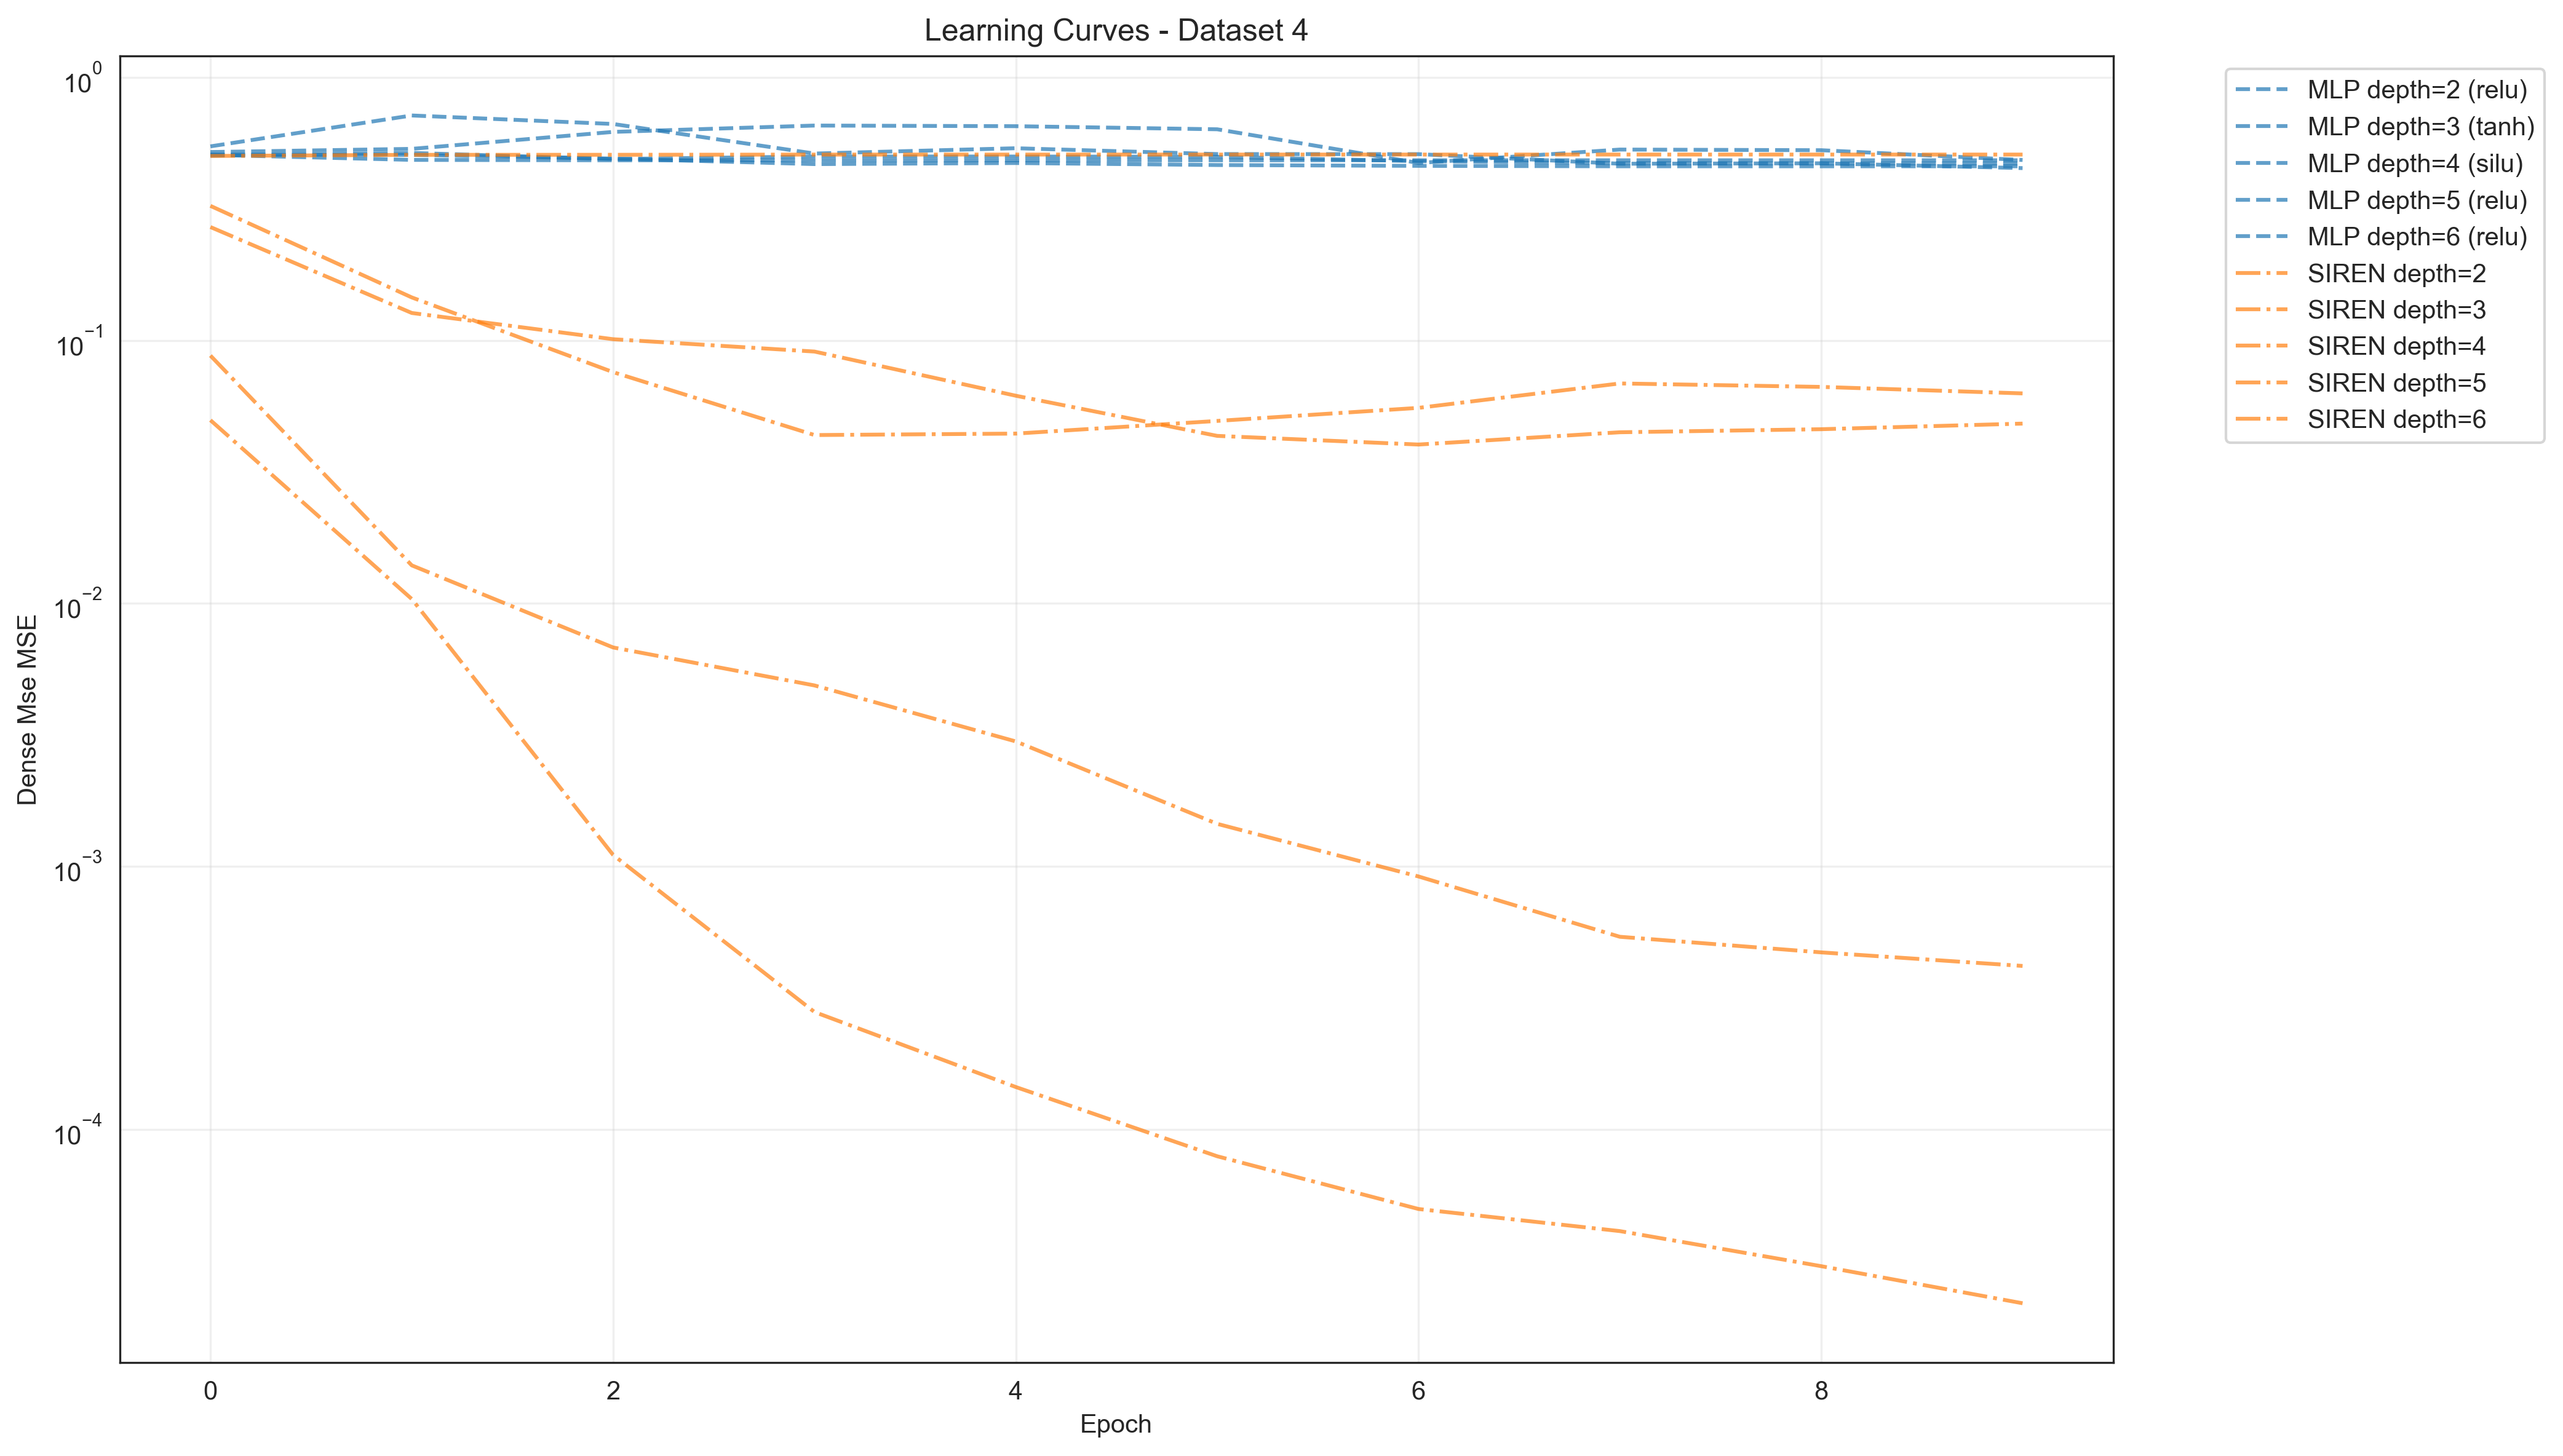 Learning Curves - Dataset 4
10⁰
10⁻¹
10⁻²
10⁻³
10⁻⁴
Dense Mse MSE
0 2 4 6 8
Epoch
MLP depth=2 (relu)
MLP depth=3 (tanh)
MLP depth=4 (silu)
MLP depth=5 (relu)
MLP depth=6 (relu)
SIREN depth=2
SIREN depth=3
SIREN depth=4
SIREN depth=5
SIREN depth=6